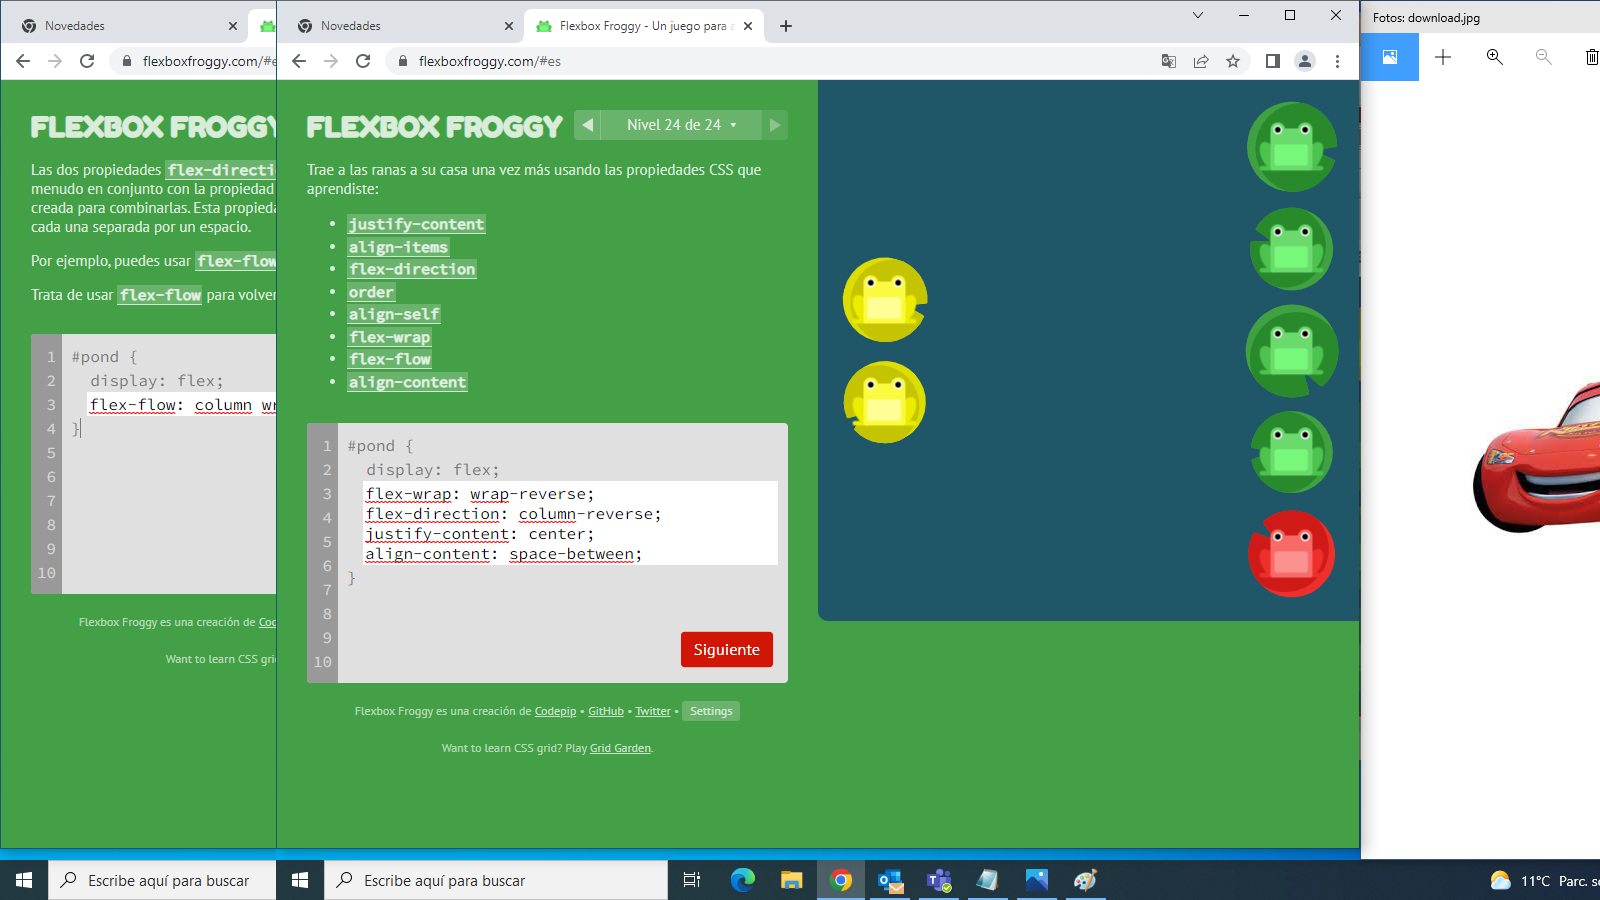 Novedades
flexboxfroggy.com/#e
FLEXBOX FROGGY
Las dos propiedades flex-directi
menudo en conjunto con la propiedad
creada para combinarlas. Esta propieda
cada una separada por un espacio.
Por ejemplo, puedes usar flex-flow
Trata de usar flex-flow para volver
1 #pond {
2 display: flex;
3 flex-flow: column wr
4 }
5
6
7
8
9
10
Flexbox Froggy es una creación de Cod
Want to learn CSS gri
Escribe aquí para buscar
Novedades
Flexbox Froggy - Un juego para a
flexboxfroggy.com/#es
FLEXBOX FROGGY
Nivel 24 de 24
Trae a las ranas a su casa una vez más usando las propiedades CSS que
aprendiste:
• justify-content
• align-items
• flex-direction
• order
• align-self
• flex-wrap
• flex-flow
• align-content
1 #pond {
2 display: flex;
3 flex-wrap: wrap-reverse;
4 flex-direction: column-reverse;
5 justify-content: center;
6 align-content: space-between;
7 }
8
9
10
Siguiente
Flexbox Froggy es una creación de Codepip • GitHub • Twitter • Settings
Want to learn CSS grid? Play Grid Garden.
Escribe aquí para buscar
Fotos: download.jpg
11°C Parc. s